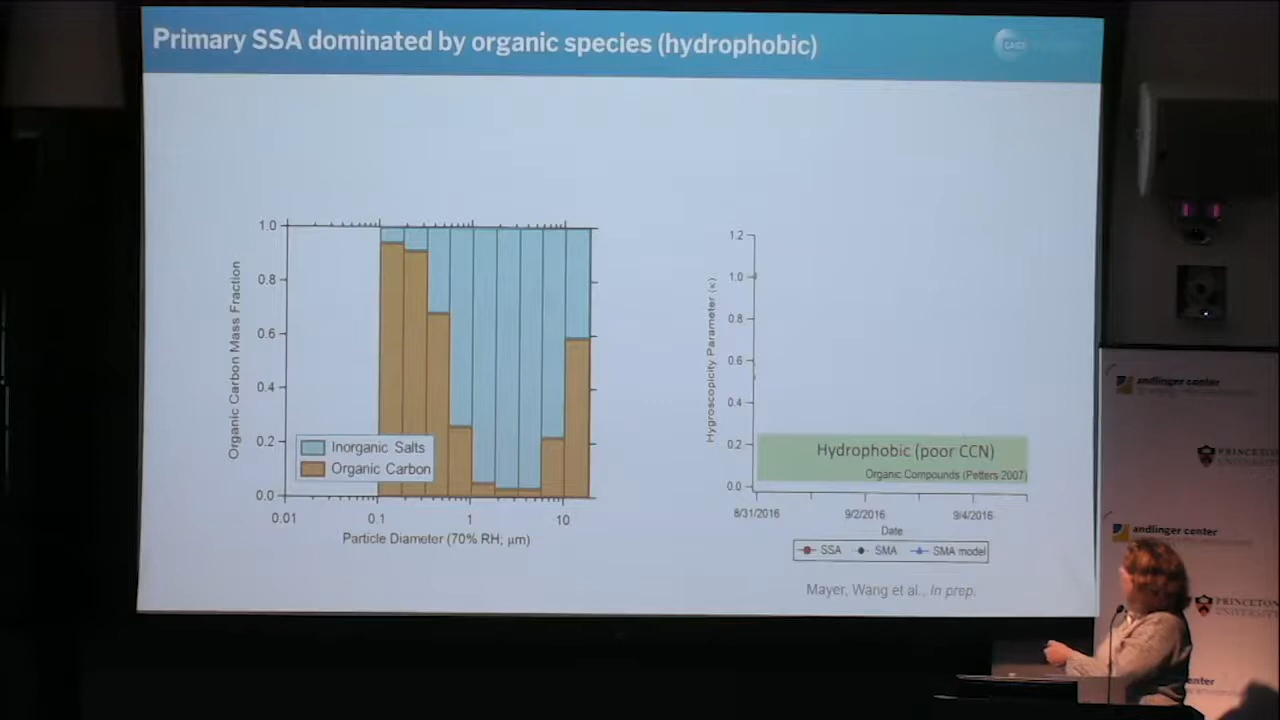 Primary SSA dominated by organic species (hydrophobic)
CAICE
Organic Carbon Mass Fraction
1.0
0.8
0.6
0.4
0.2
0.0
Inorganic Salts
Organic Carbon
0.01
0.1
1
10
Particle Diameter (70% RH; µm)
Hygroscopicity Parameter (κ)
1.2
1.0
0.8
0.6
0.4
0.2
0.0
Hydrophobic (poor CCN)
Organic Compounds (Petters 2007)
8/31/2016
9/2/2016
9/4/2016
Date
SSA
SMA
SMA model
Mayer, Wang et al., In prep.
andlinger center
PRINCETON
UNIVERSITY
andlinger center
PRINCETON
UNIVERSITY
center